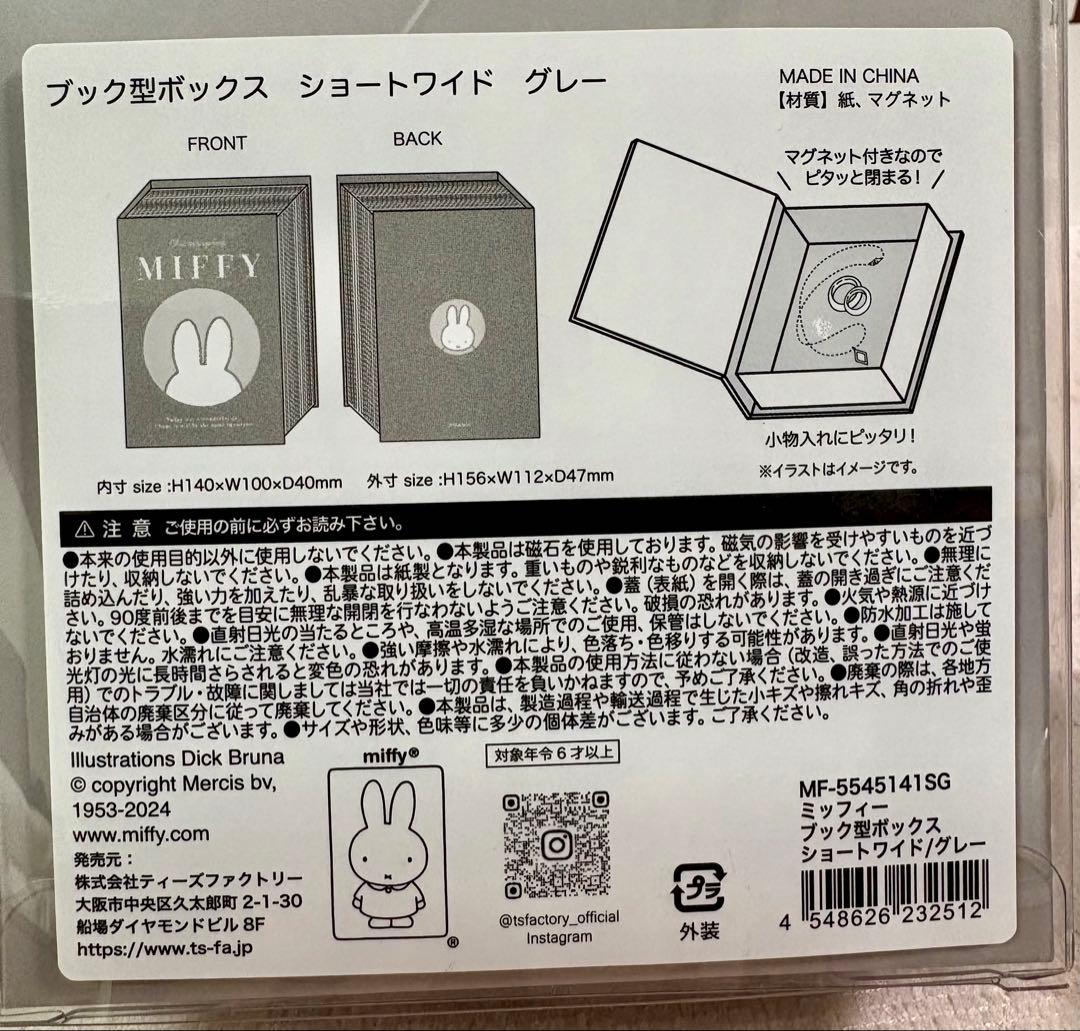 ブック型ボックス　ショートワイド　グレー
MADE IN CHINA
【材質】紙、マグネット
FRONT
BACK
マグネット付きなので
ピタッと閉まる！
MIFFY
小物入れにピッタリ！
※イラストはイメージです。
内寸 size :H140×W100×D40mm　外寸 size :H156×W112×D47mm
⚠ 注 意 ご使用の前に必ずお読み下さい。
●本来の使用目的以外に使用しないでください。●本製品は磁石を使用しております。磁気の影響を受けやすいものを近づ
けたり、収納しないでください。●本製品は紙製となります。重いものや鋭利なものなどを収納しないでください。●無理に
詰め込んだり、強い力を加えたり、乱暴な取り扱いをしないでください。●蓋（表紙）を開く際は、蓋の開き過ぎにご注意くだ
さい。90度前後までを目安に無理な開閉を行なわないようご注意ください。破損の恐れがあります。●火気や熱源に近づけ
ないでください。●直射日光の当たるところや、高温多湿な場所でのご使用、保管はしないでください。●防水加工は施して
おりません。水濡れにご注意ください。●強い摩擦や水濡れにより、色落ち・色移りする可能性があります。●直射日光や蛍
光灯の光に長時間さらされると変色の恐れがあります。●本製品の使用方法に従わない場合（改造、誤った方法でのご使
用）でのトラブル・故障に関しましては当社では一切の責任を負いかねますので、予めご了承ください。●廃棄の際は、各地方
自治体の廃棄区分に従って廃棄してください。●本製品は、製造過程や輸送過程で生じた小キズや擦れキズ、角の折れや歪
みがある場合がございます。●サイズや形状、色味等に多少の個体差がございます。ご了承ください。
Illustrations Dick Bruna
© copyright Mercis bv,
1953-2024
www.miffy.com
発売元：
株式会社ティーズファクトリー
大阪市中央区久太郎町 2-1-30
船場ダイヤモンドビル 8F
https://www.ts-fa.jp
miffy®
®
対象年令6才以上
@tsfactory_official
Instagram
プラ
外装
MF-5545141SG
ミッフィー
ブック型ボックス
ショートワイド/グレー
4 548626 232512